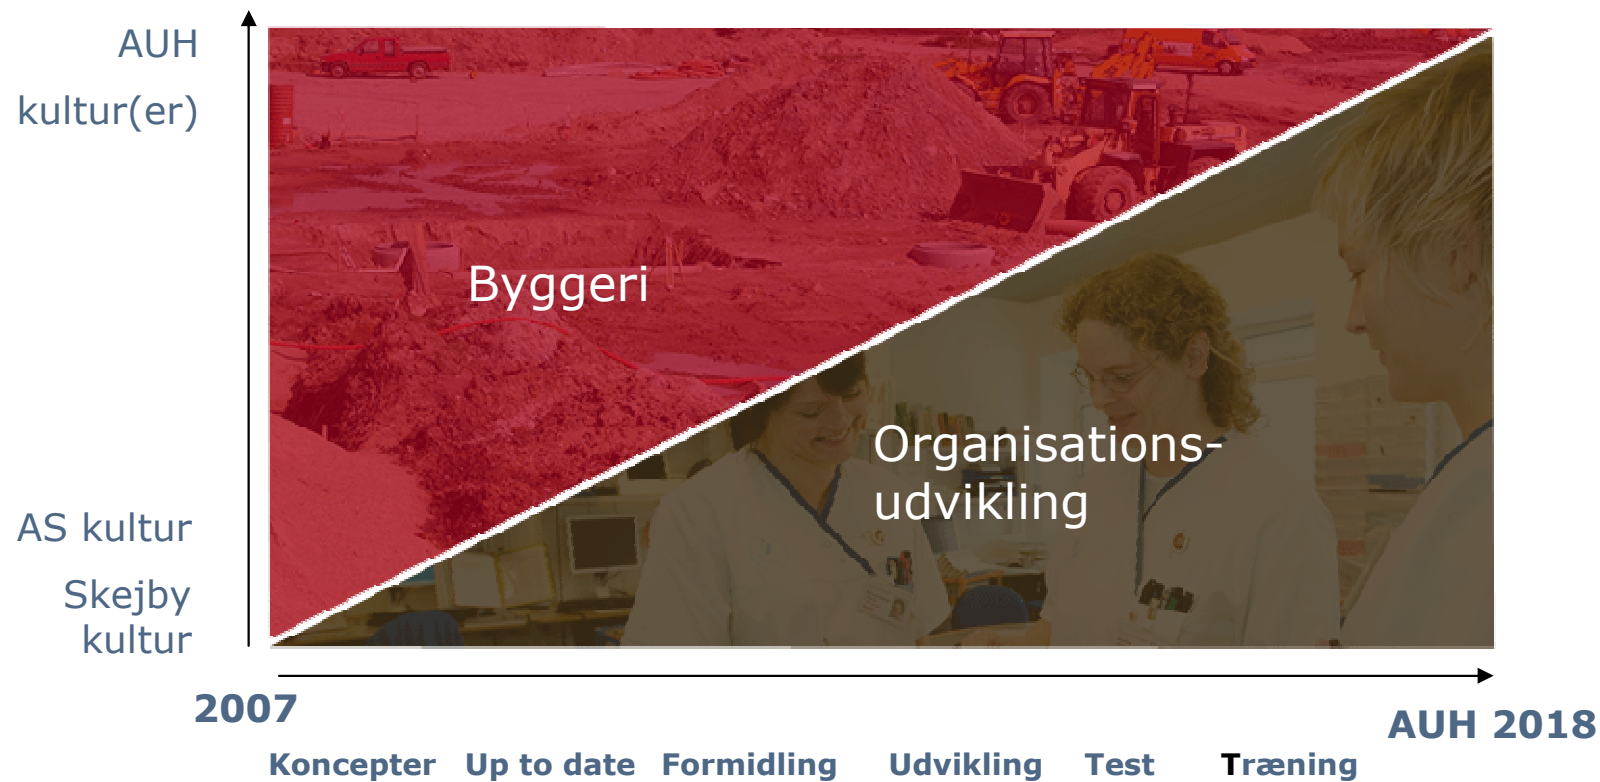 AUH
kultur(er)
Byggeri
Organisations-
udvikling
AS kultur
Skejby
kultur
2007
AUH 2018
Koncepter Up to date Formidling Udvikling Test Træning